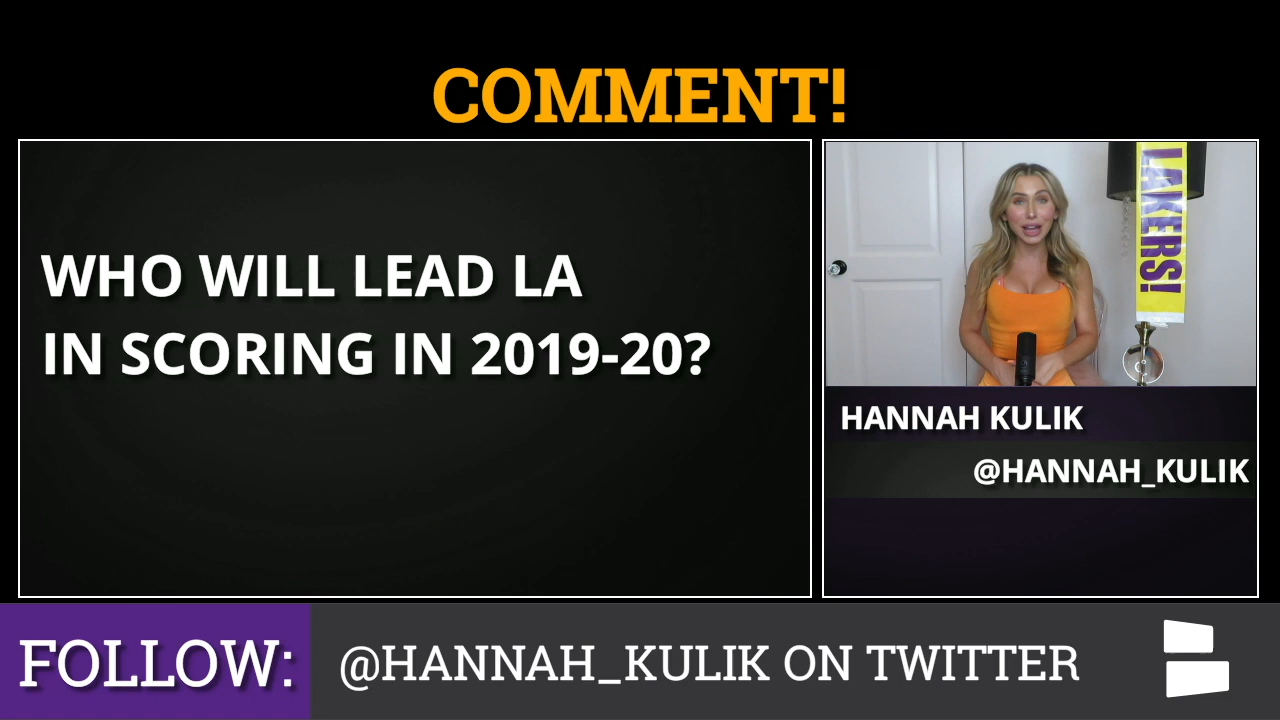 COMMENT!
WHO WILL LEAD LA
IN SCORING IN 2019-20?
LAKERS!
HANNAH KULIK
@HANNAH_KULIK
FOLLOW:
@HANNAH_KULIK ON TWITTER